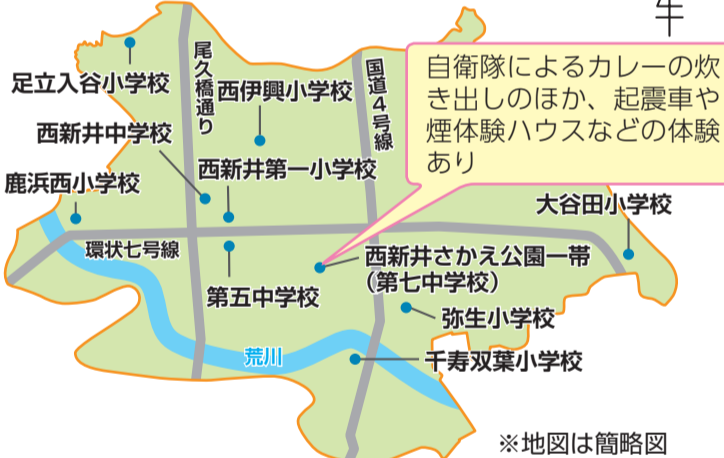 足立入谷小学校
尾久橋通り
西伊興小学校
国道4号線
自衛隊によるカレーの炊
き出しのほか、起震車や
煙体験ハウスなどの体験
あり
西新井中学校
西新井第一小学校
鹿浜西小学校
大谷田小学校
環状七号線
西新井さかえ公園一帯
(第七中学校)
第五中学校
弥生小学校
荒川
千寿双葉小学校
※地図は簡略図